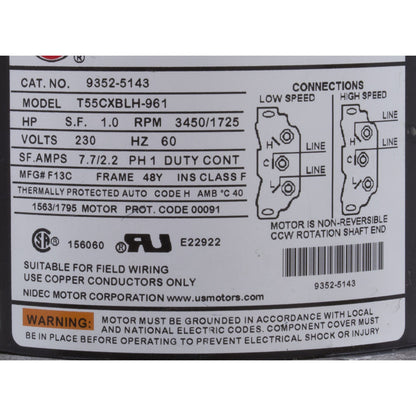 ®
CAT. NO. 9352-5143
MODEL T55CXBLH-961
HP S.F. 1.0 RPM 3450/1725
VOLTS 230 HZ 60
SF.AMPS 7.7/2.2 PH 1 DUTY CONT
MFG# F13C FRAME 48Y INS CLASS F
THERMALLY PROTECTED AUTO CODE H AMB °C 40
1563/1795 MOTOR PROT. CODE 00091
156060 E22922
SUITABLE FOR FIELD WIRING
USE COPPER CONDUCTORS ONLY
NIDEC MOTOR CORPORATION www.usmotors.com
CONNECTIONS
LOW SPEED HIGH SPEED
LINE LINE
H H
C C
L L
LINE LINE
MOTOR IS NON-REVERSIBLE
CCW ROTATION SHAFT END
9352-5143
WARNING: MOTOR MUST BE GROUNDED IN ACCORDANCE WITH LOCAL
AND NATIONAL ELECTRIC CODES. COMPONENT COVER MUST
BE IN PLACE BEFORE OPERATING TO PREVENT ELECTRICAL SHOCK OR INJURY